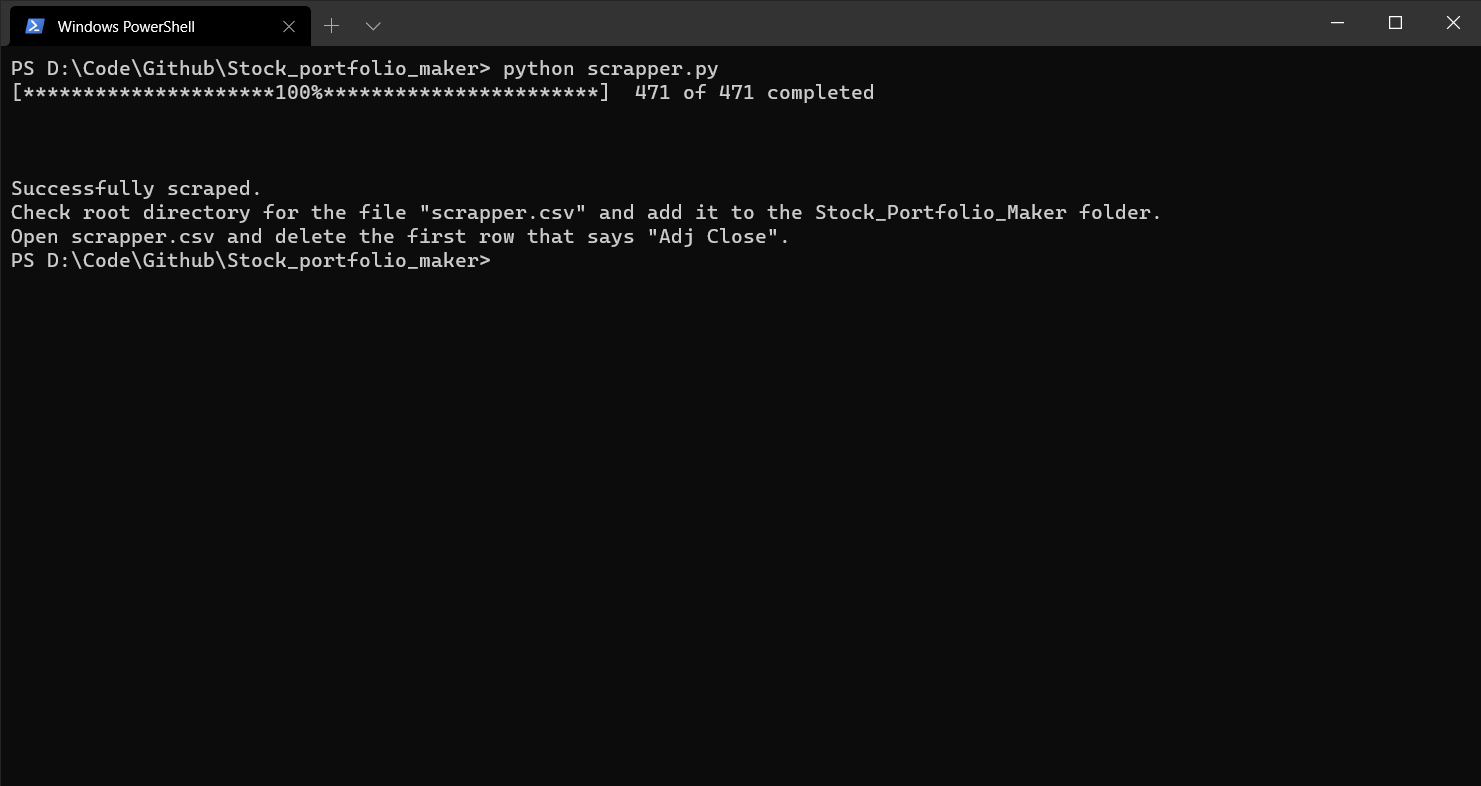 Windows PowerShell
PS D:\Code\Github\Stock_portfolio_maker> python scrapper.py
[*********************100%***********************]  471 of 471 completed
Successfully scraped.
Check root directory for the file "scrapper.csv" and add it to the Stock_Portfolio_Maker folder.
Open scrapper.csv and delete the first row that says "Adj Close".
PS D:\Code\Github\Stock_portfolio_maker>